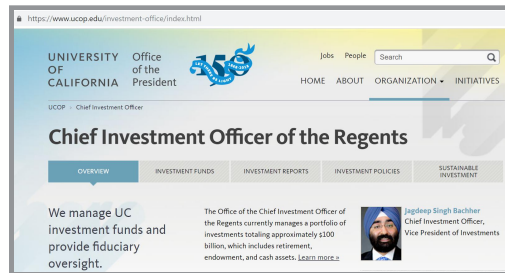 https://www.ucop.edu/investment-office/index.html
UNIVERSITY OF CALIFORNIA
Office of the President
Jobs People Search
HOME ABOUT ORGANIZATION INITIATIVES
UCOP Chief Investment Officer
Chief Investment Officer of the Regents
OVERVIEW INVESTMENT FUNDS INVESTMENT REPORTS INVESTMENT POLICIES SUSTAINABLE INVESTMENT
We manage UC
investment funds and
provide fiduciary
oversight.
The Office of the Chief Investment Officer of
the Regents currently manages a portfolio of
investments totaling approximately $100
billion, which includes retirement,
endowment, and cash assets. Learn more »
Jagdeep Singh Bachher
Chief Investment Officer,
Vice President of Investments